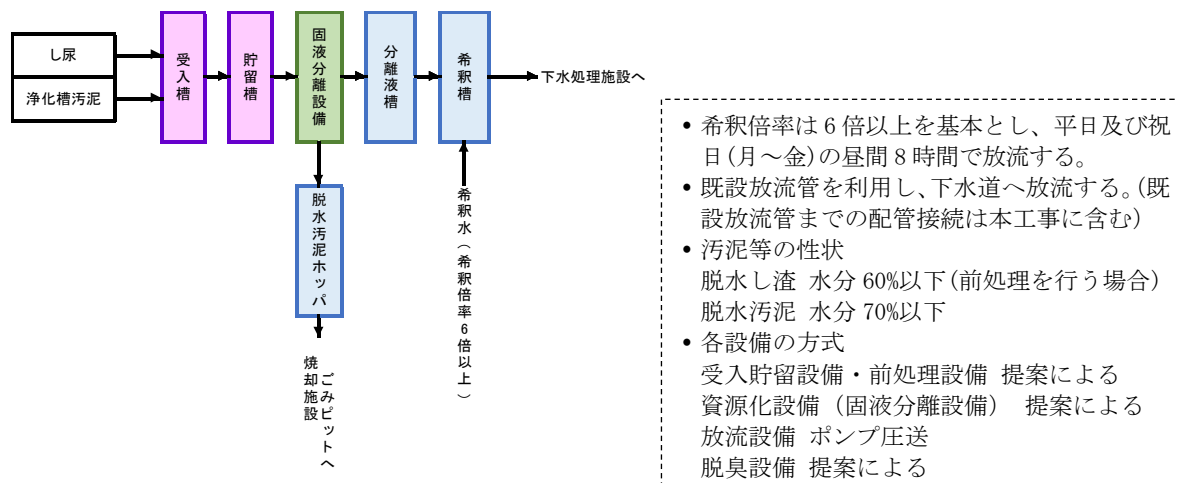 し尿
浄化槽汚泥
受入槽
貯留槽
固液分離設備
分離液槽
希釈槽
下水処理施設へ
脱水汚泥ホッパ
希釈水(希釈倍率6倍以上)
焼却施設
ごみピットへ
• 希釈倍率は 6 倍以上を基本とし、平日及び祝
日(月~金)の昼間 8 時間で放流する。
• 既設放流管を利用し、下水道へ放流する。(既
設放流管までの配管接続は本工事に含む)
• 汚泥等の性状
脱水し渣 水分 60%以下(前処理を行う場合)
脱水汚泥 水分 70%以下
• 各設備の方式
受入貯留設備・前処理設備 提案による
資源化設備(固液分離設備) 提案による
放流設備 ポンプ圧送
脱臭設備 提案による